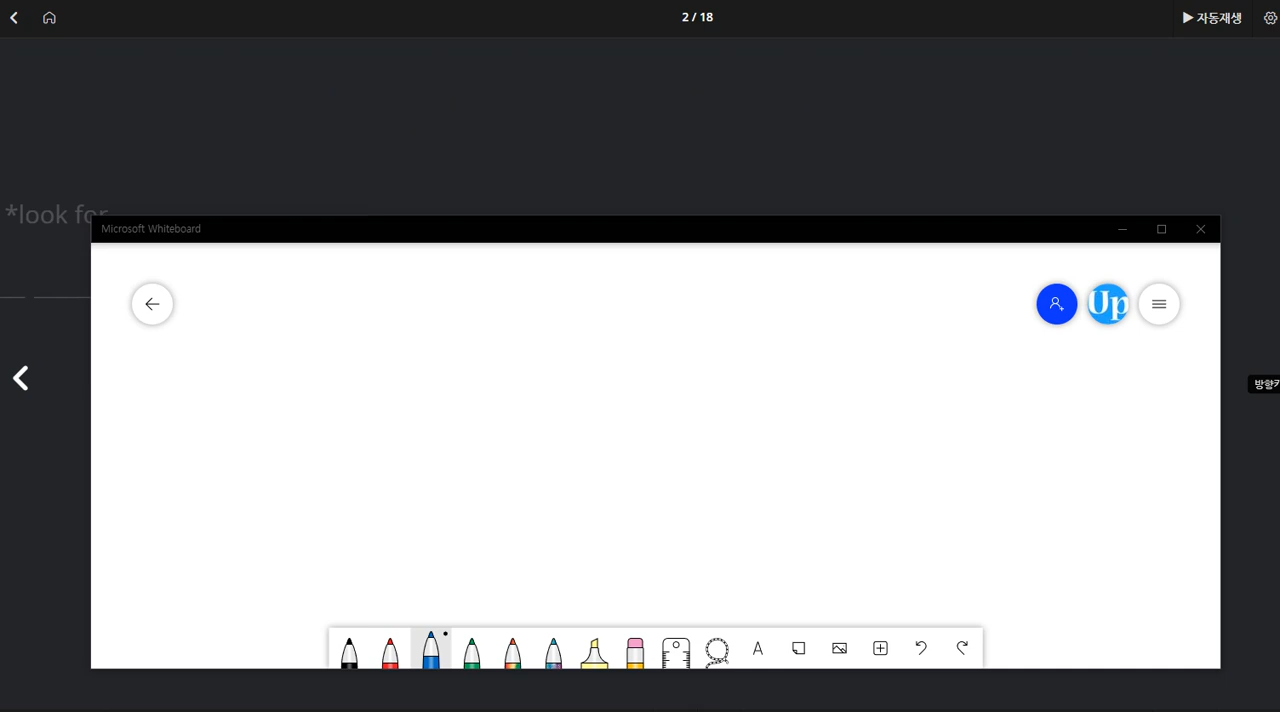 2 / 18
▶ 자동재생
*look for
Microsoft Whiteboard
Up
방향키
A